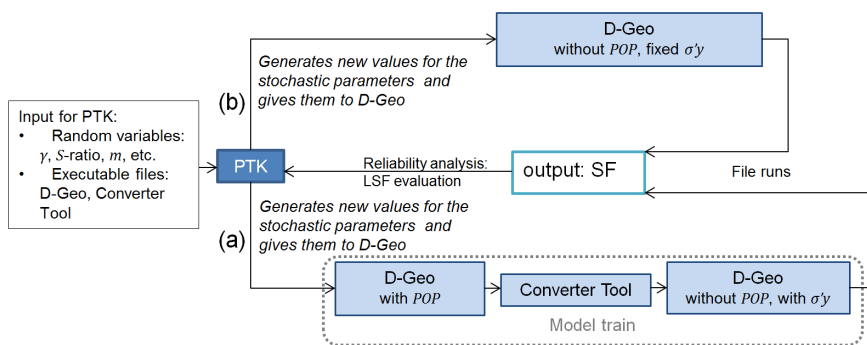 D-Geo
without POP, fixed σ'y
Generates new values for the
stochastic parameters and
gives them to D-Geo
(b)
Input for PTK:
• Random variables:
γ, S-ratio, m, etc.
• Executable files:
D-Geo, Converter
Tool
PTK
Reliability analysis:
LSF evaluation
output: SF
File runs
Generates new values for the
stochastic parameters and
gives them to D-Geo
(a)
D-Geo
with POP
Converter Tool
D-Geo
without POP, with σ'y
Model train